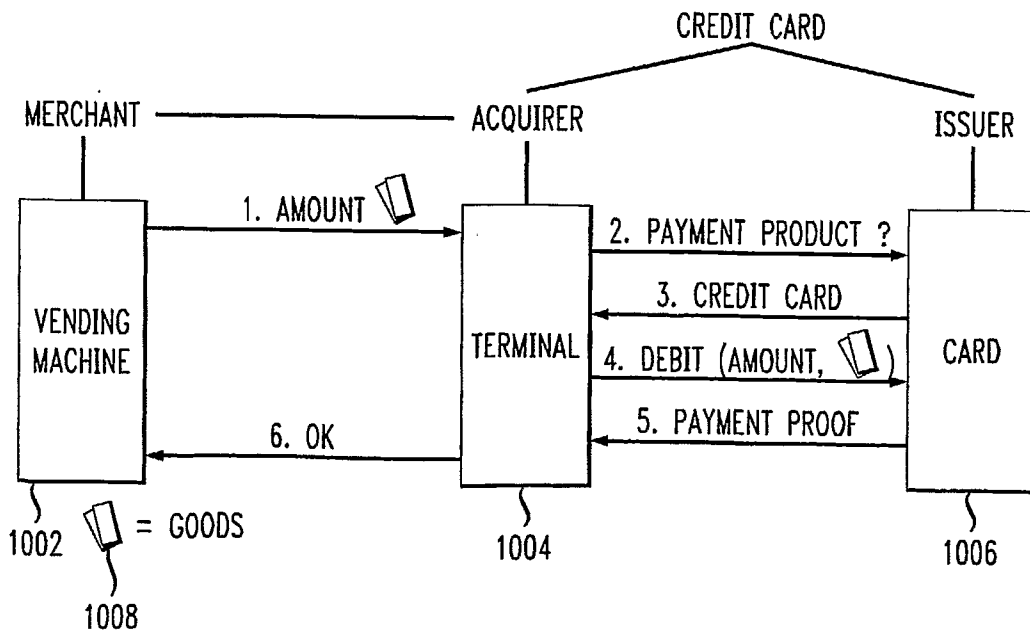 CREDIT CARD
MERCHANT
ACQUIRER
ISSUER
1. AMOUNT
2. PAYMENT PRODUCT ?
3. CREDIT CARD
VENDING
MACHINE
TERMINAL
4. DEBIT (AMOUNT, )
CARD
5. PAYMENT PROOF
6. OK
1002
= GOODS
1004
1006
1008